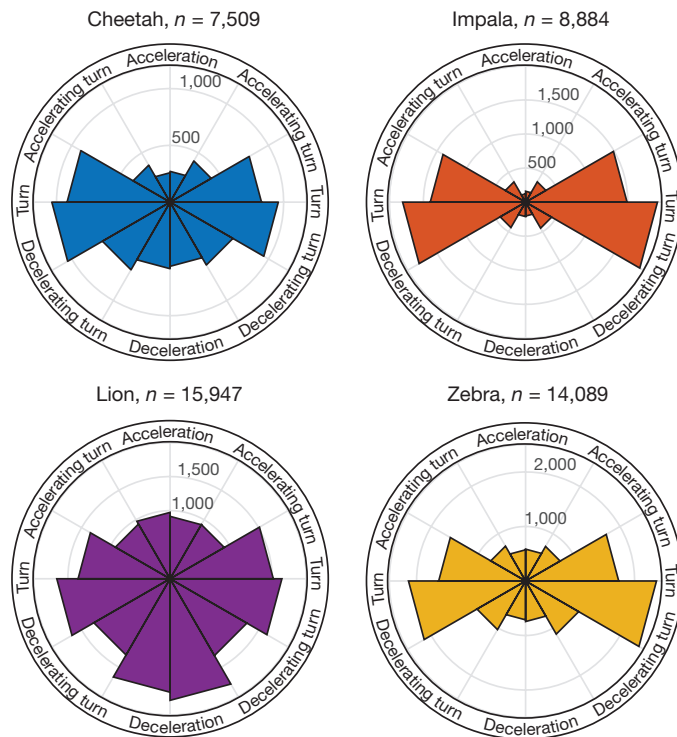 Cheetah, n = 7,509
Acceleration
Accelerating turn
Turn
Decelerating turn
Deceleration
Decelerating turn
Turn
Accelerating turn
1,000
500
Impala, n = 8,884
Acceleration
Accelerating turn
Turn
Decelerating turn
Deceleration
Decelerating turn
Turn
Accelerating turn
1,500
1,000
500
Lion, n = 15,947
Acceleration
Accelerating turn
Turn
Decelerating turn
Deceleration
Decelerating turn
Turn
Accelerating turn
1,500
1,000
Zebra, n = 14,089
Acceleration
Accelerating turn
Turn
Decelerating turn
Deceleration
Decelerating turn
Turn
Accelerating turn
2,000
1,000